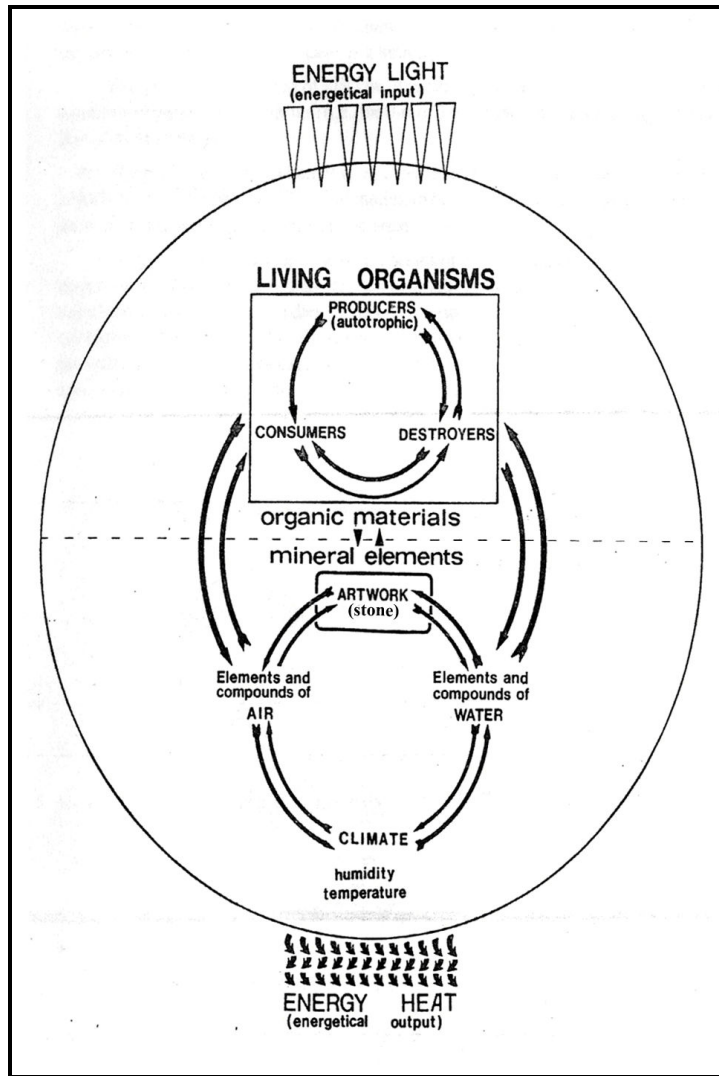 ENERGY LIGHT
(energetical input)
LIVING ORGANISMS
PRODUCERS
(autotrophic)
CONSUMERS
DESTROYERS
organic materials
mineral elements
ARTWORK
(stone)
Elements and
compounds of
AIR
Elements and
compounds of
WATER
CLIMATE
humidity
temperature
ENERGY HEAT
(energetical output)